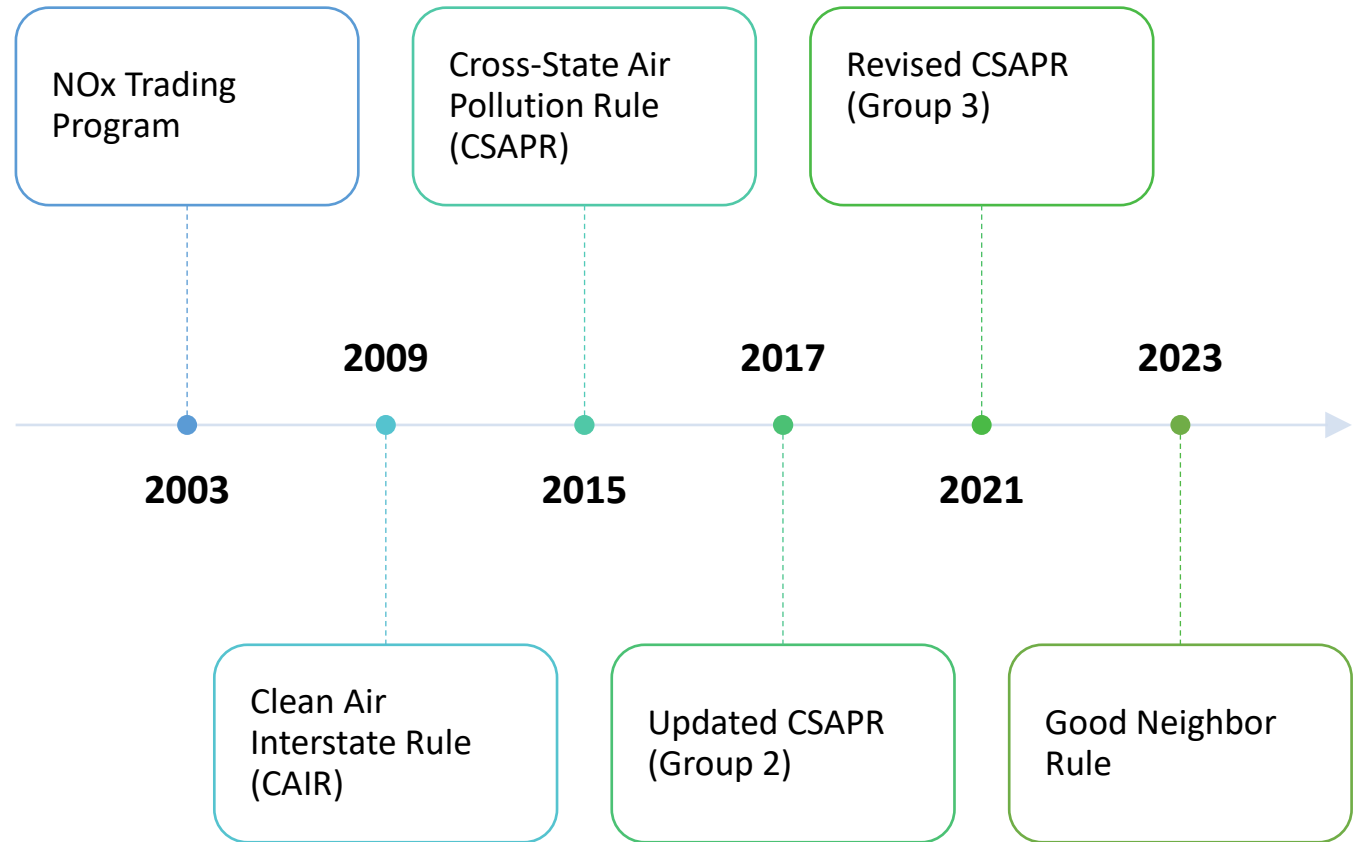 NOx Trading
Program
Cross-State Air
Pollution Rule
(CSAPR)
Revised CSAPR
(Group 3)
2009
2017
2023
2003
2015
2021
Clean Air
Interstate Rule
(CAIR)
Updated CSAPR
(Group 2)
Good Neighbor
Rule